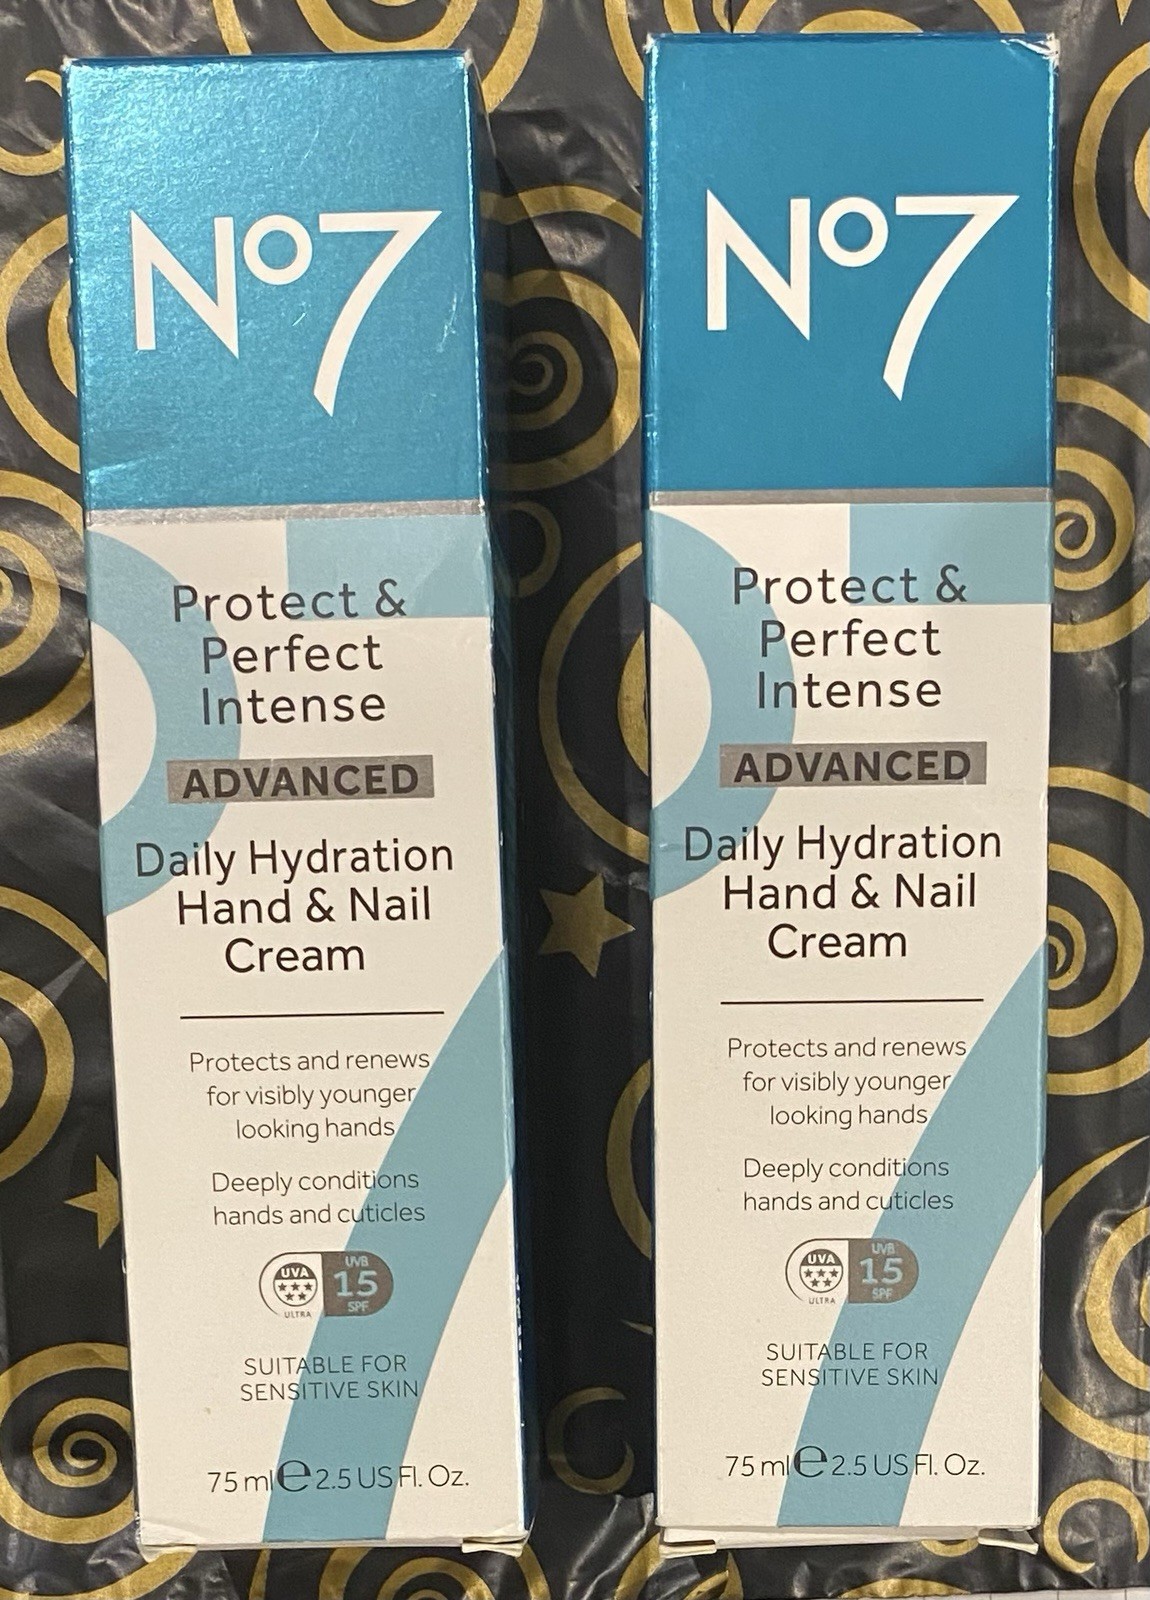 No7
Protect &
Perfect
Intense
ADVANCED
Daily Hydration
Hand & Nail
Cream
Protects and renews
for visibly younger
looking hands
Deeply conditions
hands and cuticles
UVA
ULTRA
UVB
15
SPF
SUITABLE FOR
SENSITIVE SKIN
75 ml℮2.5 US Fl. Oz.
No7
Protect &
Perfect
Intense
ADVANCED
Daily Hydration
Hand & Nail
Cream
Protects and renews
for visibly younger
looking hands
Deeply conditions
hands and cuticles
UVA
ULTRA
UVB
15
SPF
SUITABLE FOR
SENSITIVE SKIN
75 ml℮2.5 US Fl. Oz.